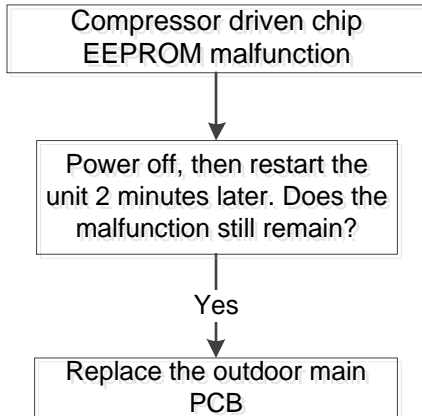 Compressor driven chip
EEPROM malfunction
Power off, then restart the
unit 2 minutes later. Does the
malfunction still remain?
Yes
Replace the outdoor main
PCB